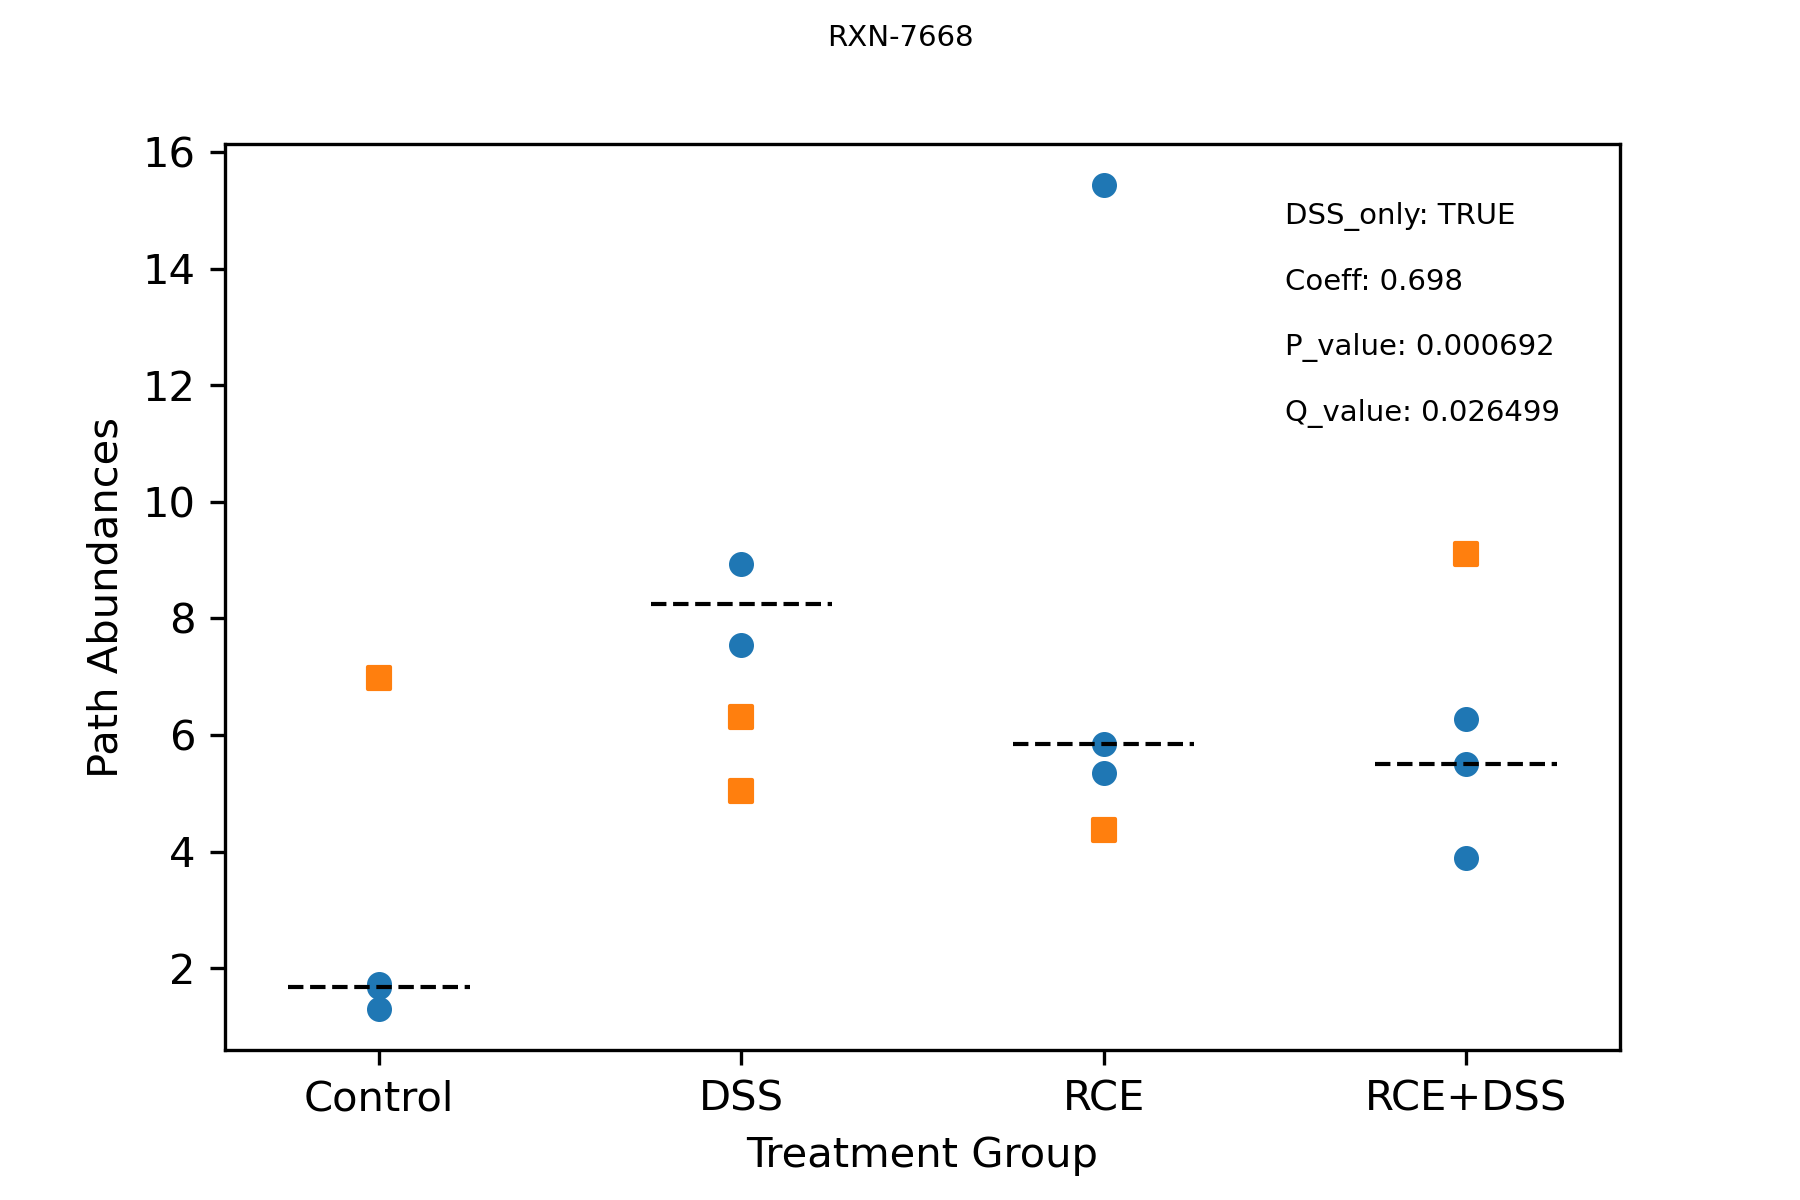 RXN-7668
DSS_only: TRUE
Coeff: 0.698
P_value: 0.000692
Q_value: 0.026499
Path Abundances
16
14
12
10
8
6
4
2
Control DSS RCE RCE+DSS
Treatment Group